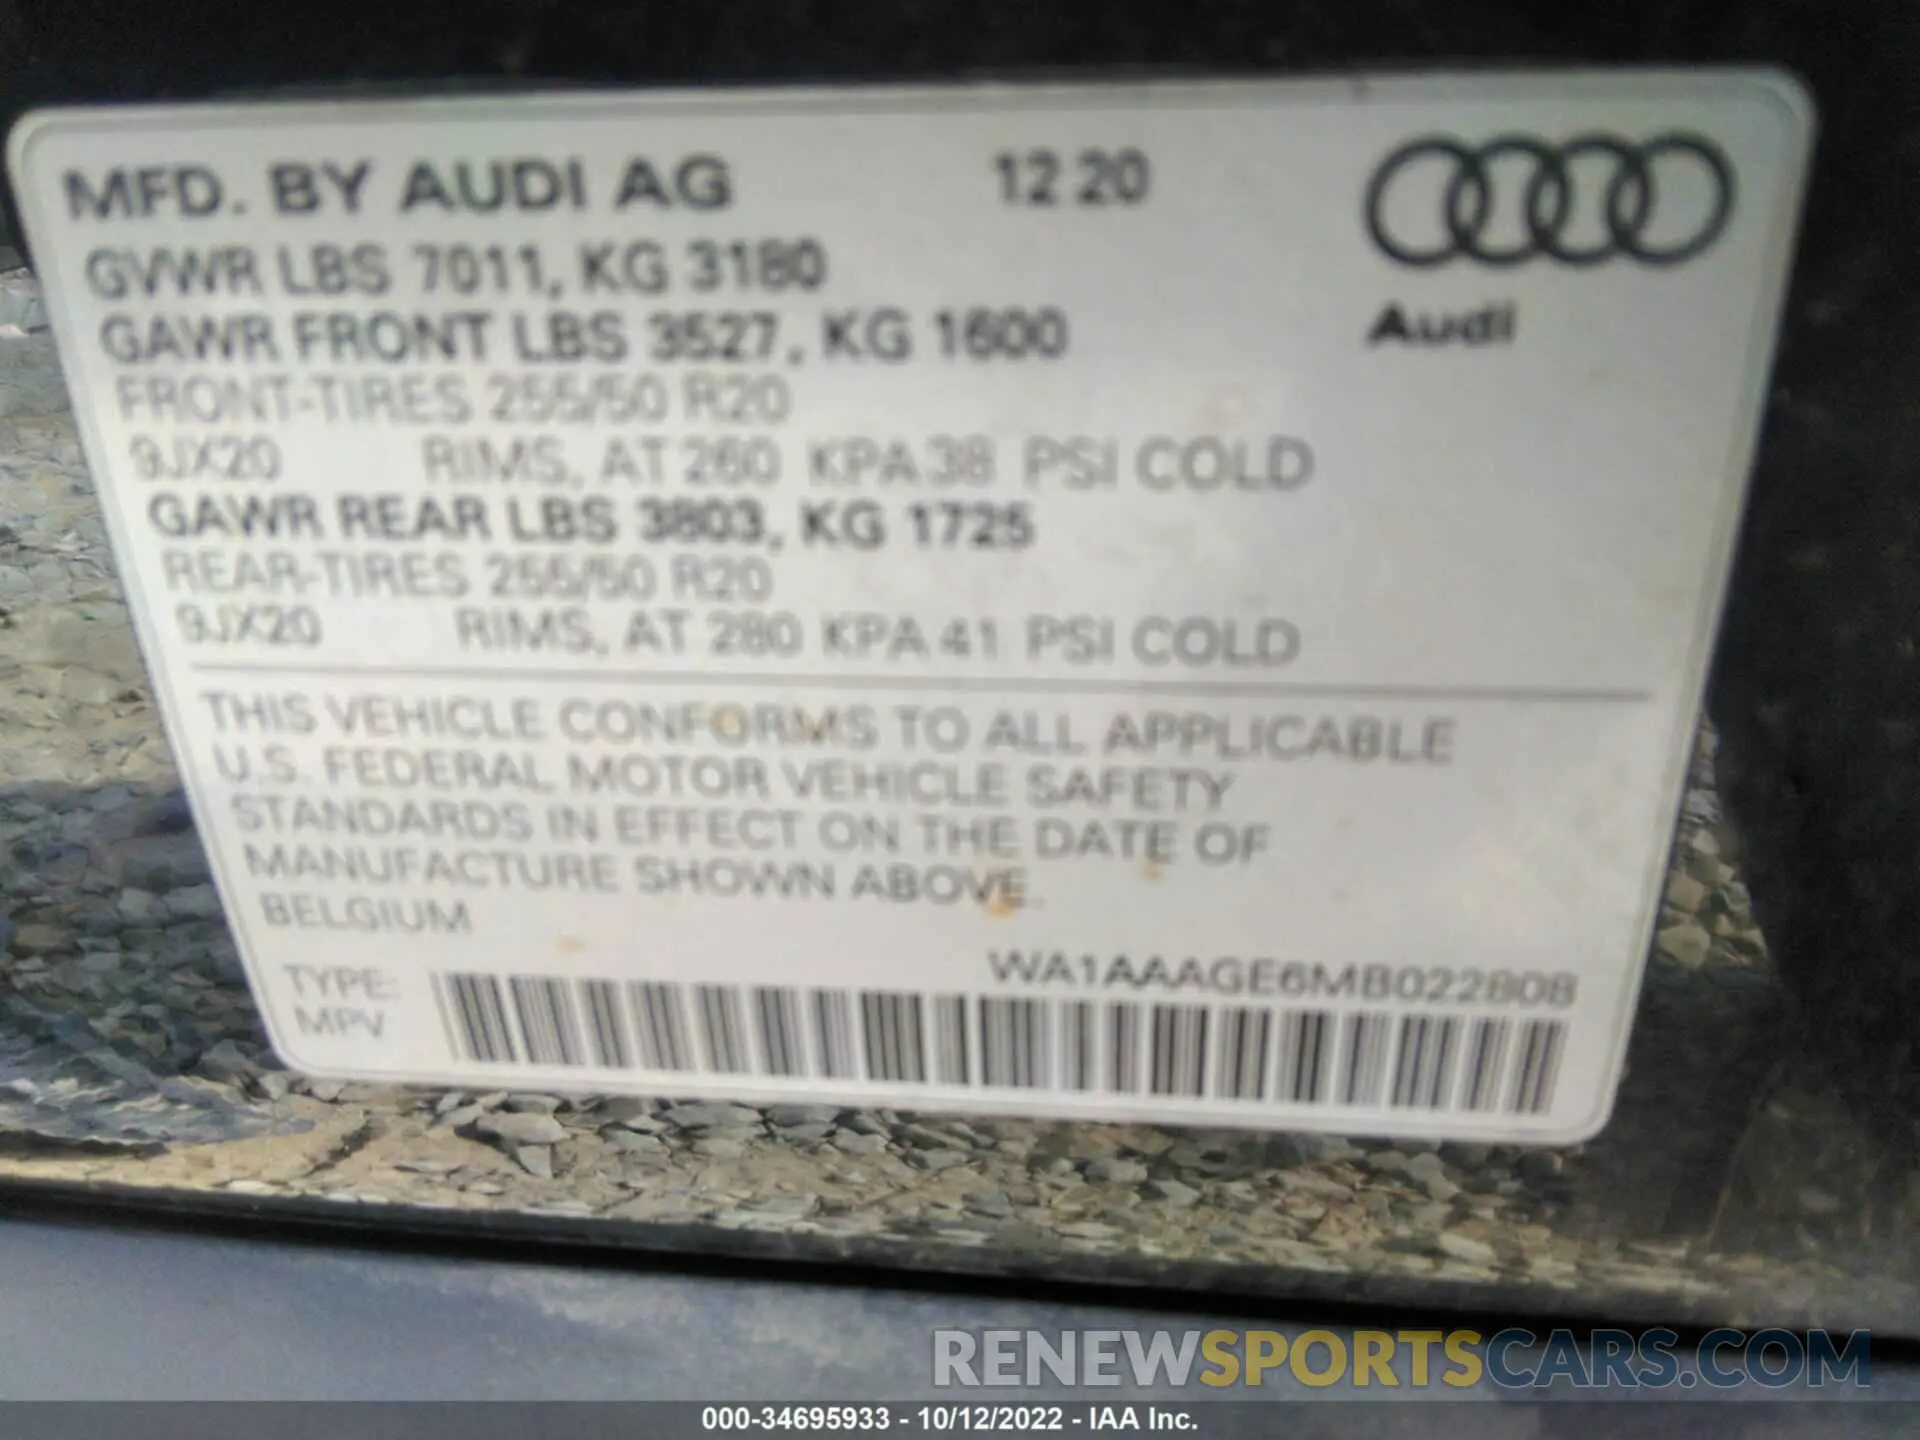 MFD. BY AUDI AG 12 20
GVWR LBS 7011, KG 3180
GAWR FRONT LBS 3527, KG 1600
Audi
FRONT-TIRES 255/50 R20
9JX20 RIMS, AT 260 KPA 38 PSI COLD
GAWR REAR LBS 3803, KG 1725
REAR-TIRES 255/50 R20
9JX20 RIMS, AT 280 KPA 41 PSI COLD
THIS VEHICLE CONFORMS TO ALL APPLICABLE
U.S. FEDERAL MOTOR VEHICLE SAFETY
STANDARDS IN EFFECT ON THE DATE OF
MANUFACTURE SHOWN ABOVE.
BELGIUM
WA1AAAGE6MB022808
TYPE:
MPV
RENEWSPORTSCARS.COM
000-34695933 - 10/12/2022 - IAA Inc.